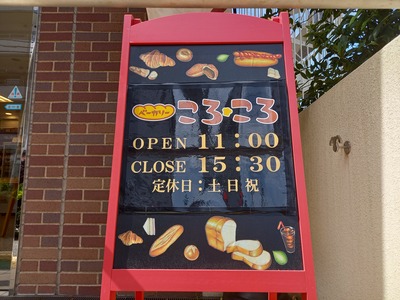 ベーカリー ころころ
OPEN 11:00
CLOSE 15:30
定休日:土 日 祝